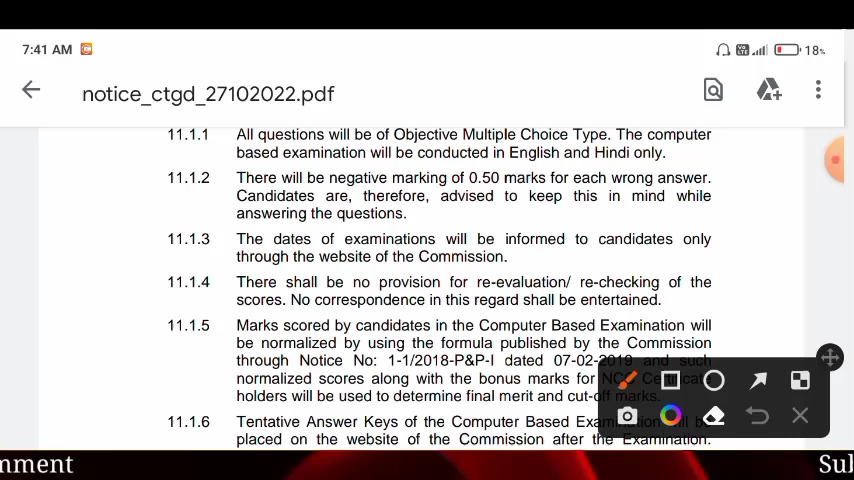 7:41 AM
18%
notice_ctgd_27102022.pdf
11.1.1 All questions will be of Objective Multiple Choice Type. The computer
based examination will be conducted in English and Hindi only.
11.1.2 There will be negative marking of 0.50 marks for each wrong answer.
Candidates are, therefore, advised to keep this in mind while
answering the questions.
11.1.3 The dates of examinations will be informed to candidates only
through the website of the Commission.
11.1.4 There shall be no provision for re-evaluation/ re-checking of the
scores. No correspondence in this regard shall be entertained.
11.1.5 Marks scored by candidates in the Computer Based Examination will
be normalized by using the formula published by the Commission
through Notice No: 1-1/2018-P&P-I dated 07-02-2019 and such
normalized scores along with the bonus marks for NCC Certificate
holders will be used to determine final merit and cut-off marks.
11.1.6 Tentative Answer Keys of the Computer Based Examination will be
placed on the website of the Commission after the Examination.
mment
Sub